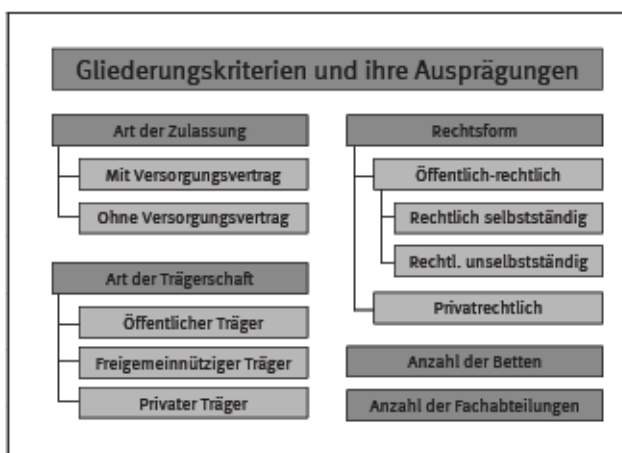 Gliederungskriterien und ihre Ausprägungen
Art der Zulassung
Mit Versorgungsvertrag
Ohne Versorgungsvertrag
Art der Trägerschaft
Öffentlicher Träger
Freigemeinnütziger Träger
Privater Träger
Rechtsform
Öffentlich-rechtlich
Rechtlich selbstständig
Rechtl. unselbstständig
Privatrechtlich
Anzahl der Betten
Anzahl der Fachabteilungen